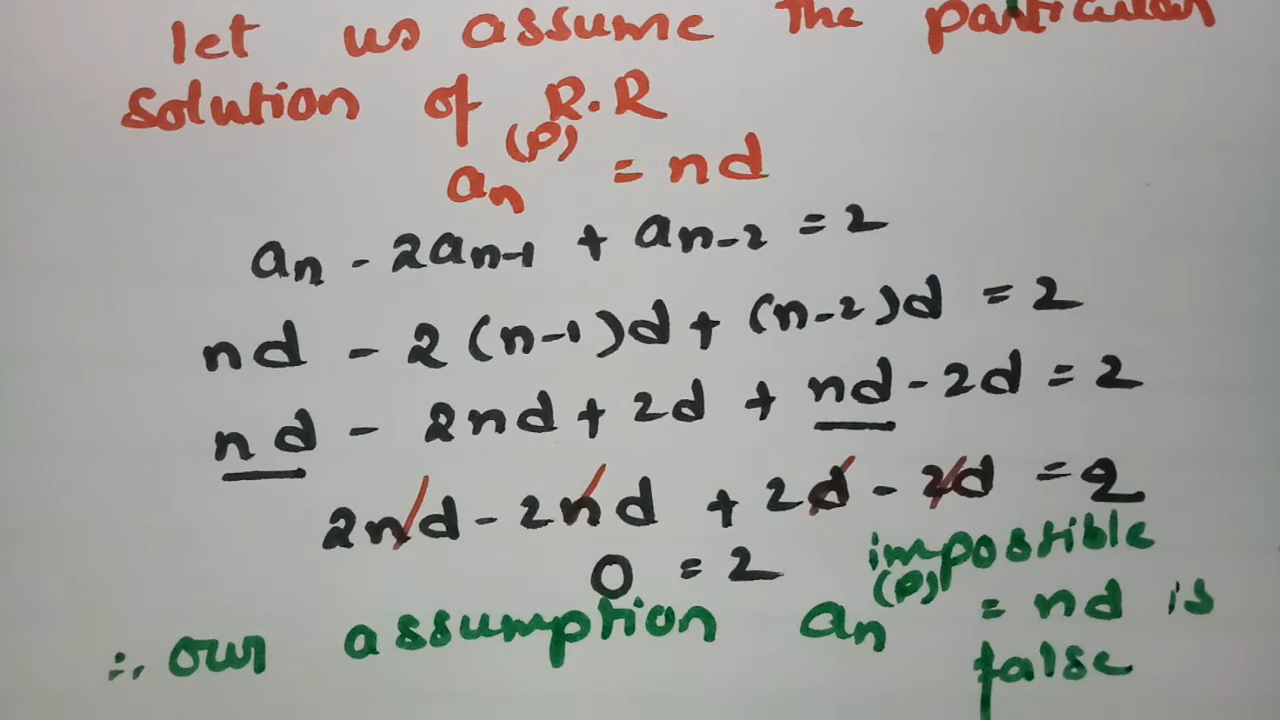 let us assume the particular
solution of R.R
aₙ⁽ᵖ⁾ = nd
aₙ - 2aₙ₋₁ + aₙ₋₂ = 2
nd - 2(n-1)d + (n-2)d = 2
nd - 2nd + 2d + nd - 2d = 2
2nd - 2nd + 2d - 2d = 2
0 = 2 impossible
∴ our assumption aₙ⁽ᵖ⁾ = nd is
false